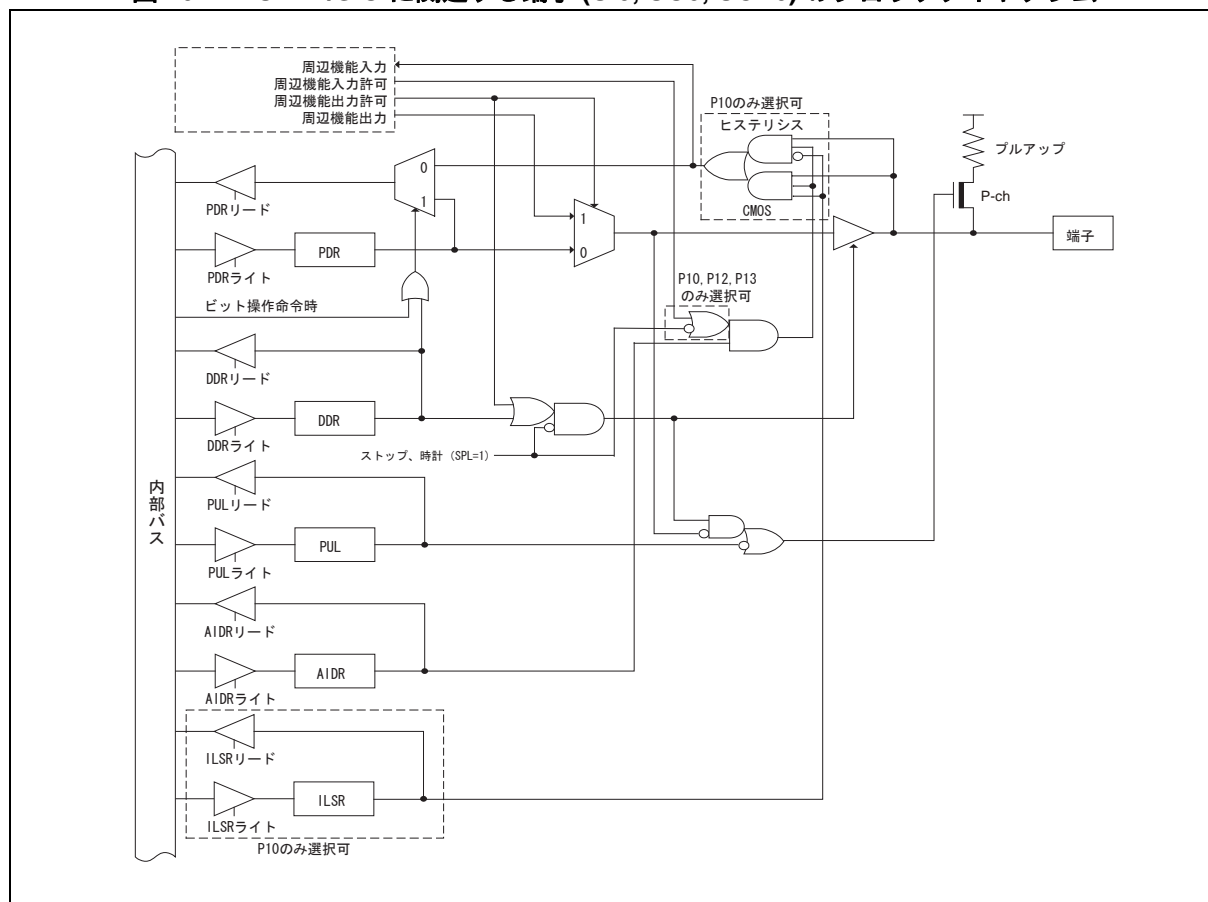 周辺機能入力
周辺機能入力許可
周辺機能出力許可
周辺機能出力
P10のみ選択可
ヒステリシス
CMOS
プルアップ
P-ch
端子
0
1
PDRリード
PDRライト
PDR
1
0
P10, P12, P13
のみ選択可
ビット操作命令時
DDRリード
DDRライト
DDR
ストップ、時計 (SPL=1)
内部バス
PULリード
PULライト
PUL
AIDRリード
AIDRライト
AIDR
ILSRリード
ILSRライト
ILSR
P10のみ選択可